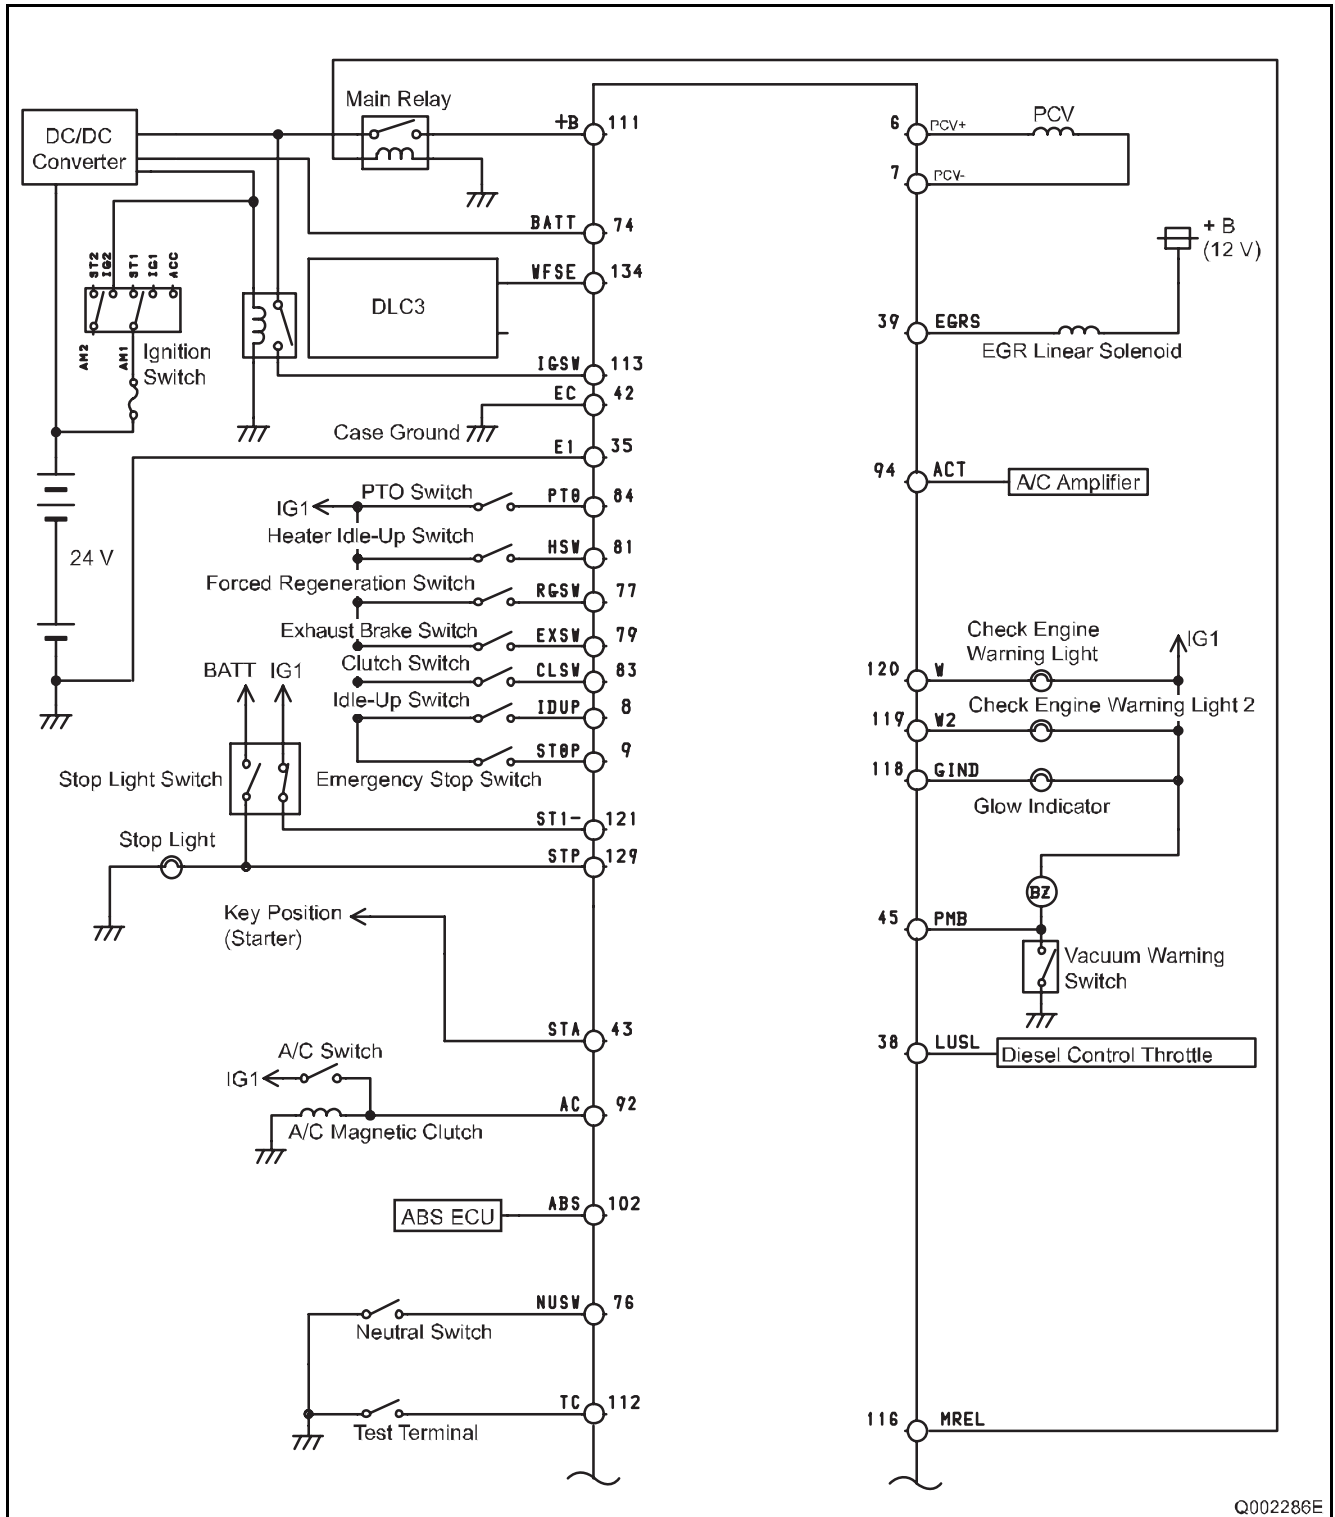 Main Relay
DC/DC
Converter
+B 111
BATT 74
ST2
IG2
ST1
IG1
ACC
AM2
AM1
Ignition
Switch
DLC3
WFSE 134
IGSW 113
EC 42
Case Ground
E1 35
24 V
IG1
PTO Switch PTO 84
Heater Idle-Up Switch HSW 81
Forced Regeneration Switch RGSW 77
Exhaust Brake Switch EXSW 79
Clutch Switch CLSW 83
Idle-Up Switch IDUP 8
Emergency Stop Switch STOP 9
BATT IG1
Stop Light Switch
ST1- 121
Stop Light
STP 129
Key Position
(Starter)
STA 43
A/C Switch
IG1
AC 92
A/C Magnetic Clutch
ABS ECU ABS 102
NUSW 76
Neutral Switch
TC 112
Test Terminal
6 PCV+ PCV
7 PCV-
+ B
(12 V)
39 EGRS
EGR Linear Solenoid
94 ACT A/C Amplifier
Check Engine
Warning Light
IG1
120 W
Check Engine Warning Light 2
119 W2
118 GIND
Glow Indicator
BZ
45 PMB
Vacuum Warning
Switch
38 LUSL Diesel Control Throttle
116 MREL
Q002286E